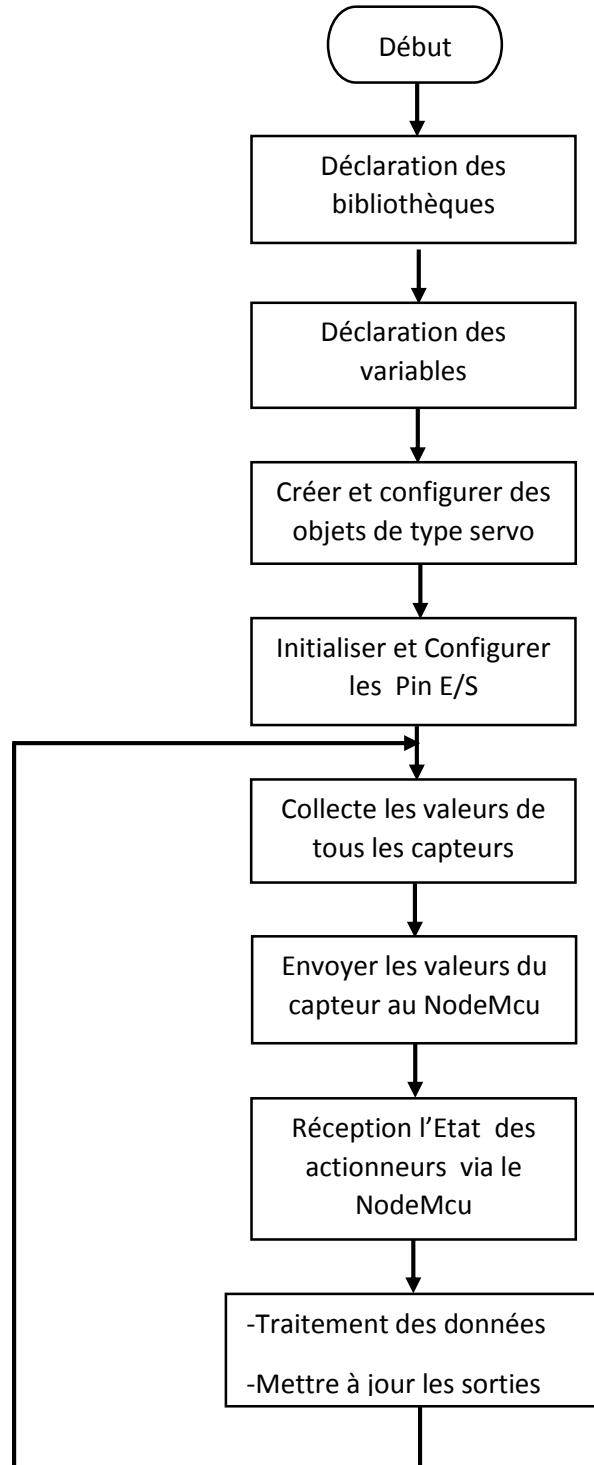 Début
Déclaration des
bibliothèques
Déclaration des
variables
Créer et configurer des
objets de type servo
Initialiser et Configurer
les Pin E/S
Collecte les valeurs de
tous les capteurs
Envoyer les valeurs du
capteur au NodeMcu
Réception l’Etat des
actionneurs via le
NodeMcu
-Traitement des données
-Mettre à jour les sorties